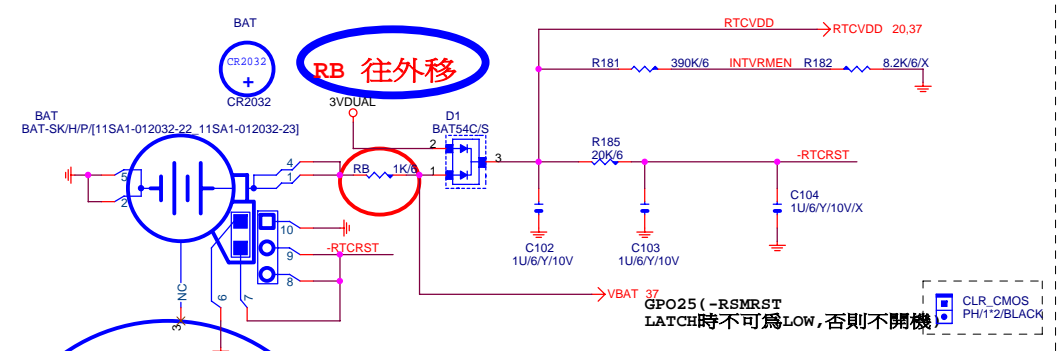 BAT
CR2032
+
CR2032
RB 往外移
3VDUAL
BAT
BAT-SK/H/P/[11SA1-012032-22_11SA1-012032-23]
D1
BAT54C/S
2
1
3
RB 1K/6
4
1
5
2
10
-RTCRST
9
8
NC
3
6
7
RTCVDD
RTCVDD 20,37
R181 390K/6 INTVRMEN R182 8.2K/6/X
R185
20K/6
-RTCRST
C102
1U/6/Y/10V
C103
1U/6/Y/10V
C104
1U/6/Y/10V/X
VBAT 37
GPO25(-RSMRST
LATCH時不可為LOW,否則不開機)
CLR_CMOS
PH/1*2/BLACK